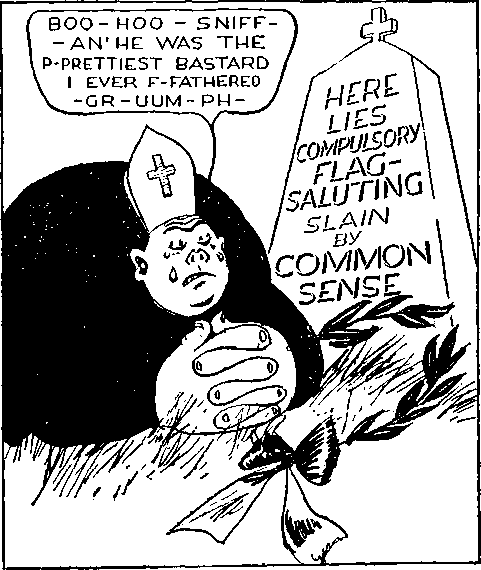 BOO-HOO-SNIFF-
-AN' HE WAS THE
P-PRETTIEST BASTARD
I EVER F-FATHERED
-GR-UUM-PH-
HERE
LIES
COMPULSORY
FLAG-
SALUTING
SLAIN
BY
COMMON
SENSE